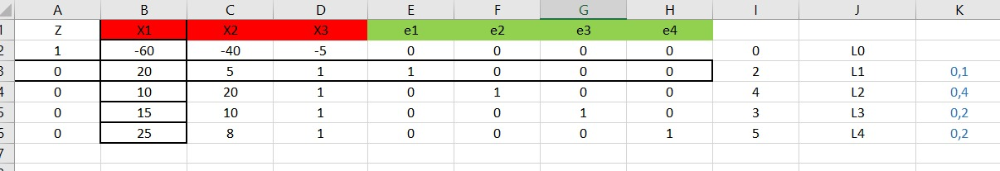 A B C D E F G H I J K
1 Z X1 X2 X3 e1 e2 e3 e4
2 1 -60 -40 -5 0 0 0 0 0 L0
3 0 20 5 1 1 0 0 0 2 L1 0,1
4 0 10 20 1 0 1 0 0 4 L2 0,4
5 0 15 10 1 0 0 1 0 3 L3 0,2
6 0 25 8 1 0 0 0 1 5 L4 0,2
7